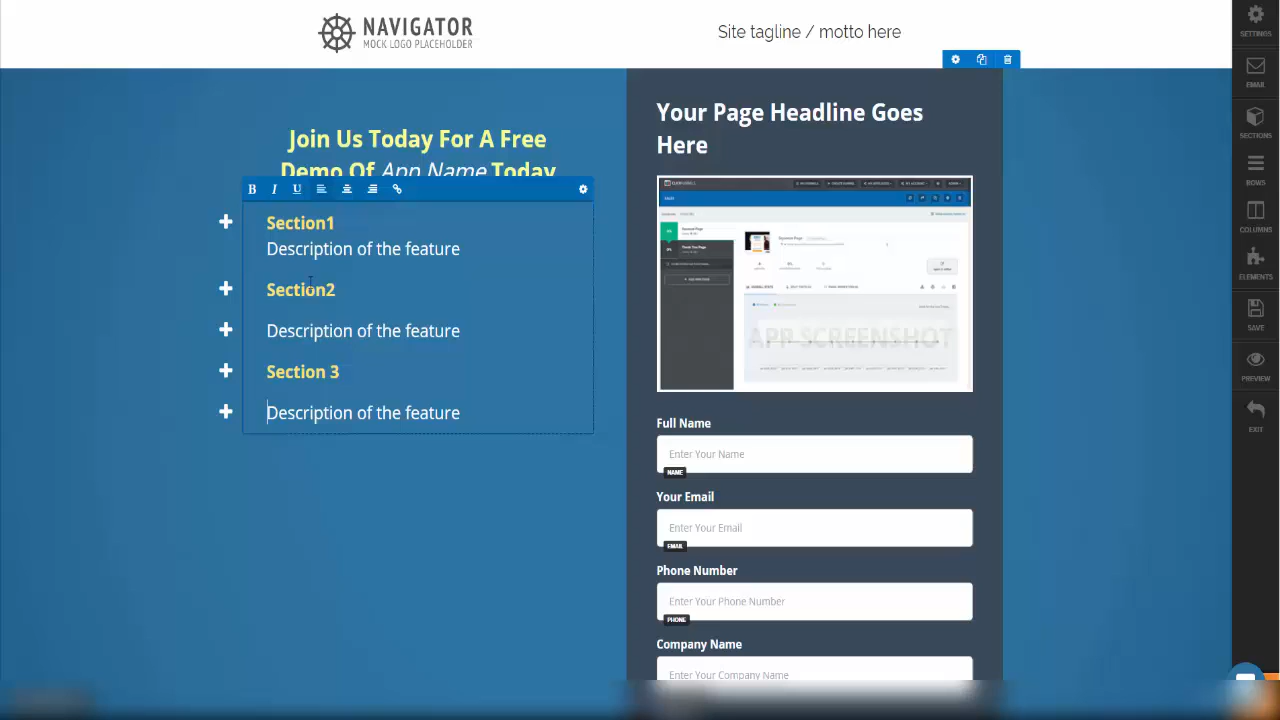 NAVIGATOR
MOCK LOGO PLACEHOLDER
Site tagline / motto here
SETTINGS
EMAIL
SECTIONS
ROWS
COLUMNS
ELEMENTS
SAVE
PREVIEW
EXIT
Join Us Today For A Free
Demo Of App Name Today
B I U
Section1
Description of the feature
Section2
Description of the feature
Section 3
Description of the feature
Your Page Headline Goes
Here
APP SCREENSHOT
Full Name
Enter Your Name
NAME
Your Email
Enter Your Email
EMAIL
Phone Number
Enter Your Phone Number
PHONE
Company Name
Enter Your Company Name